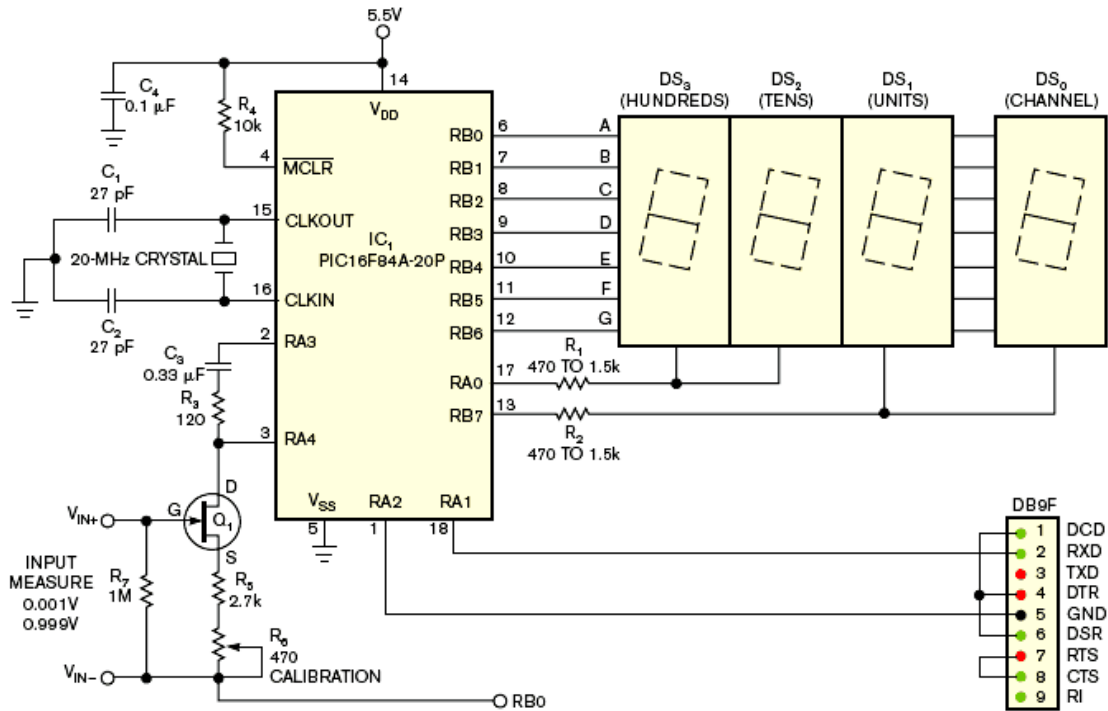 5.5V
14
V_DD
C₄
0.1 µF
R₄
10k
4
MCLR
C₁
27 pF
15
CLKOUT
20-MHz CRYSTAL
IC₁
PIC16F84A-20P
16
CLKIN
C₂
27 pF
2
RA3
C₃
0.33 µF
R₃
120
3
RA4
D
G
Q₁
S
V_IN+
INPUT
MEASURE
0.001V
0.999V
R₇
1M
R₅
2.7k
R₆
470
CALIBRATION
V_IN–
RB0
V_SS
5
RA2
1
RA1
18
RB0
6
A
RB1
7
B
RB2
8
C
RB3
9
D
RB4
10
E
RB5
11
F
RB6
12
G
RA0
17
R₁
470 TO 1.5k
RB7
13
R₂
470 TO 1.5k
DS₃
(HUNDREDS)
DS₂
(TENS)
DS₁
(UNITS)
DS₀
(CHANNEL)
DB9F
1 DCD
2 RXD
3 TXD
4 DTR
5 GND
6 DSR
7 RTS
8 CTS
9 RI